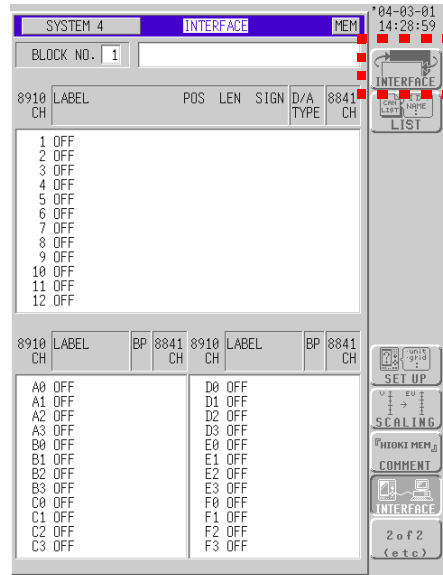 '04-03-01
SYSTEM 4 INTERFACE MEM 14:28:59
BLOCK NO. 1
INTERFACE
8910 CH LABEL POS LEN SIGN D/A TYPE 8841 CH
CAN LIST ID NAME
LIST
1 OFF
2 OFF
3 OFF
4 OFF
5 OFF
6 OFF
7 OFF
8 OFF
9 OFF
10 OFF
11 OFF
12 OFF
8910 CH LABEL BP 8841 CH 8910 CH LABEL BP 8841 CH
A0 OFF D0 OFF
A1 OFF D1 OFF
A2 OFF D2 OFF
A3 OFF D3 OFF
B0 OFF E0 OFF
B1 OFF E1 OFF
B2 OFF E2 OFF
B3 OFF E3 OFF
C0 OFF F0 OFF
C1 OFF F1 OFF
C2 OFF F2 OFF
C3 OFF F3 OFF
? -unit
-grid
SET UP
V EU
SCALING
『HIOKI MEM』
COMMENT
INTERFACE
2of2
(etc)